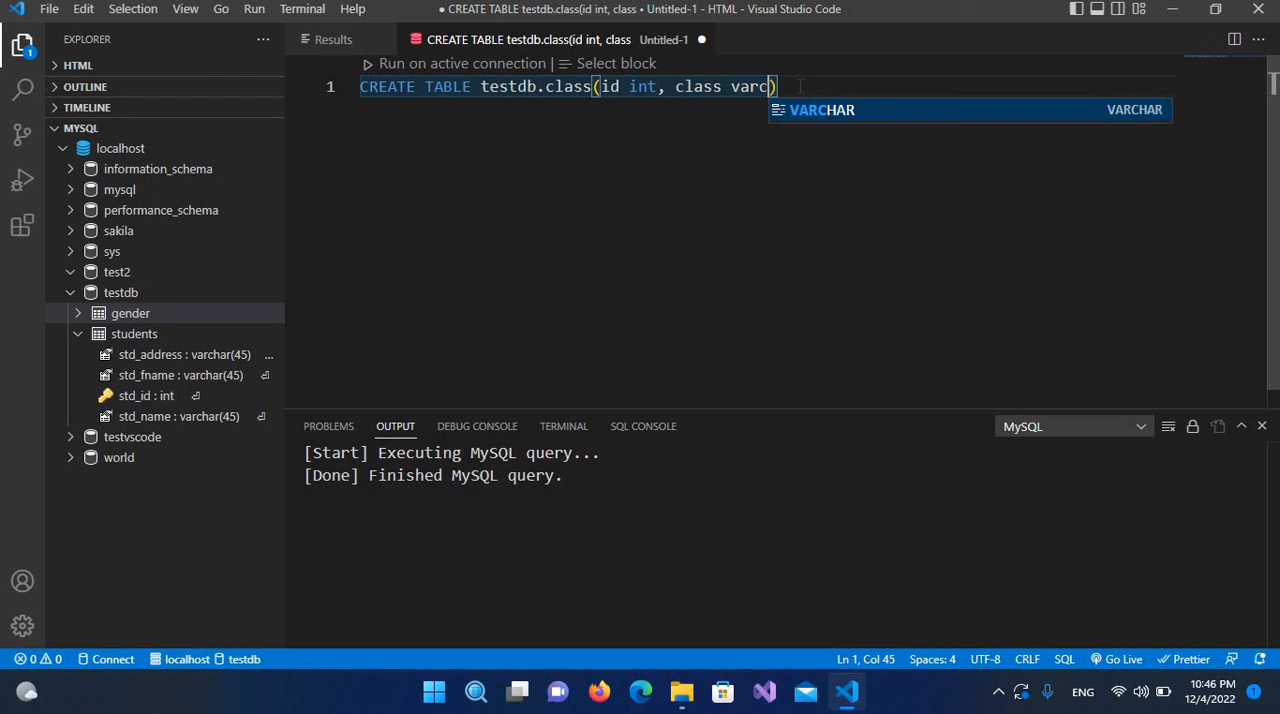 File Edit Selection View Go Run Terminal Help
● CREATE TABLE testdb.class(id int, class • Untitled-1 - HTML - Visual Studio Code
EXPLORER
1
HTML
OUTLINE
TIMELINE
MYSQL
localhost
information_schema
mysql
performance_schema
sakila
sys
test2
testdb
gender
students
std_address : varchar(45) ...
std_fname : varchar(45)
std_id : int
std_name : varchar(45)
testvscode
world
Results
CREATE TABLE testdb.class(id int, class Untitled-1 ●
Run on active connection | Select block
1 CREATE TABLE testdb.class(id int, class varc)
VARCHAR VARCHAR
PROBLEMS OUTPUT DEBUG CONSOLE TERMINAL SQL CONSOLE
MySQL
[Start] Executing MySQL query...
[Done] Finished MySQL query.
0 0 Connect localhost testdb
Ln 1, Col 45 Spaces: 4 UTF-8 CRLF SQL Go Live Prettier
ENG
10:46 PM
12/4/2022
1